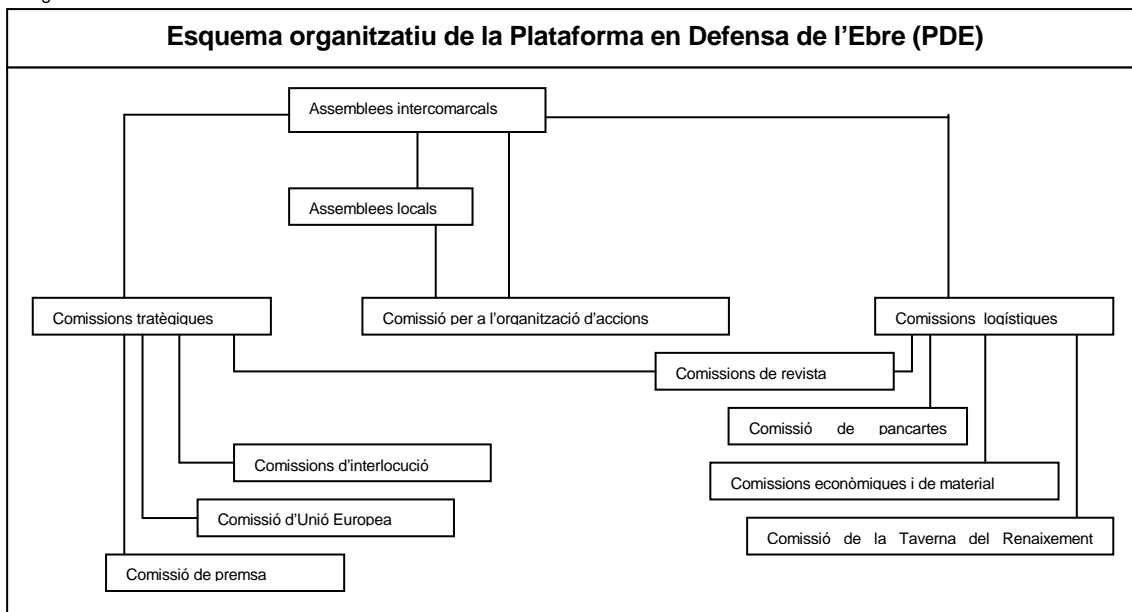 Esquema organitzatiu de la Plataforma en Defensa de l'Ebre (PDE)
Assemblees intercomarcals
Assemblees locals
Comissions tratègiques
Comissió per a l'organització d'accions
Comissions logístiques
Comissions de revista
Comissió de pancartes
Comissions d'interlocució
Comissions econòmiques i de material
Comissió d'Unió Europea
Comissió de la Taverna del Renaixement
Comissió de premsa